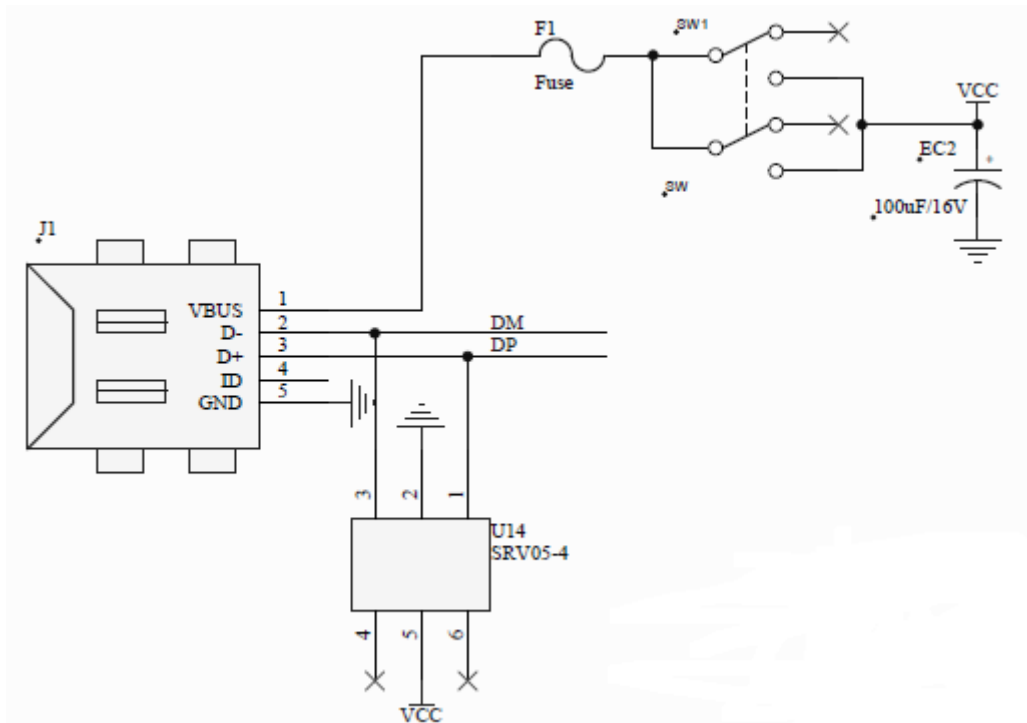 F1
Fuse
SW1
VCC
EC2
100uF/16V
SW
J1
VBUS 1
D- 2
D+ 3
ID 4
GND 5
DM
DP
3 2 1
U14
SRV05-4
4 5 6
VCC